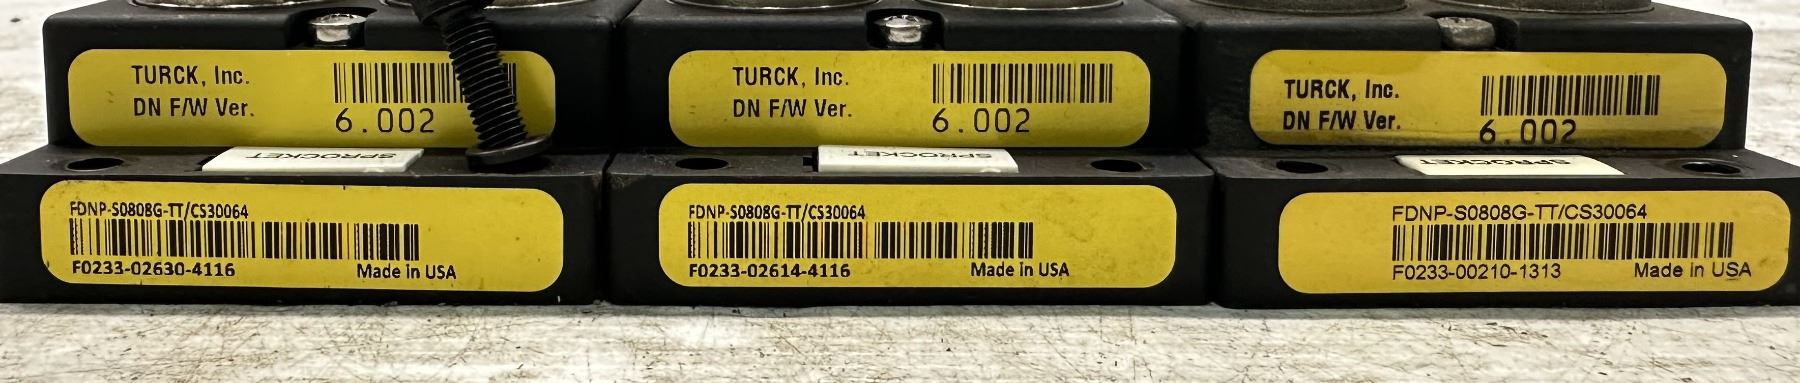 TURCK, Inc.
DN F/W Ver.
6.002
SPROCKET
FDNP-S0808G-TT/CS30064
F0233-02630-4116 Made in USA
TURCK, Inc.
DN F/W Ver.
6.002
SPROCKET
FDNP-S0808G-TT/CS30064
F0233-02614-4116 Made in USA
TURCK, Inc.
DN F/W Ver.
6.002
SPROCKET
FDNP-S0808G-TT/CS30064
F0233-00210-1313 Made in USA